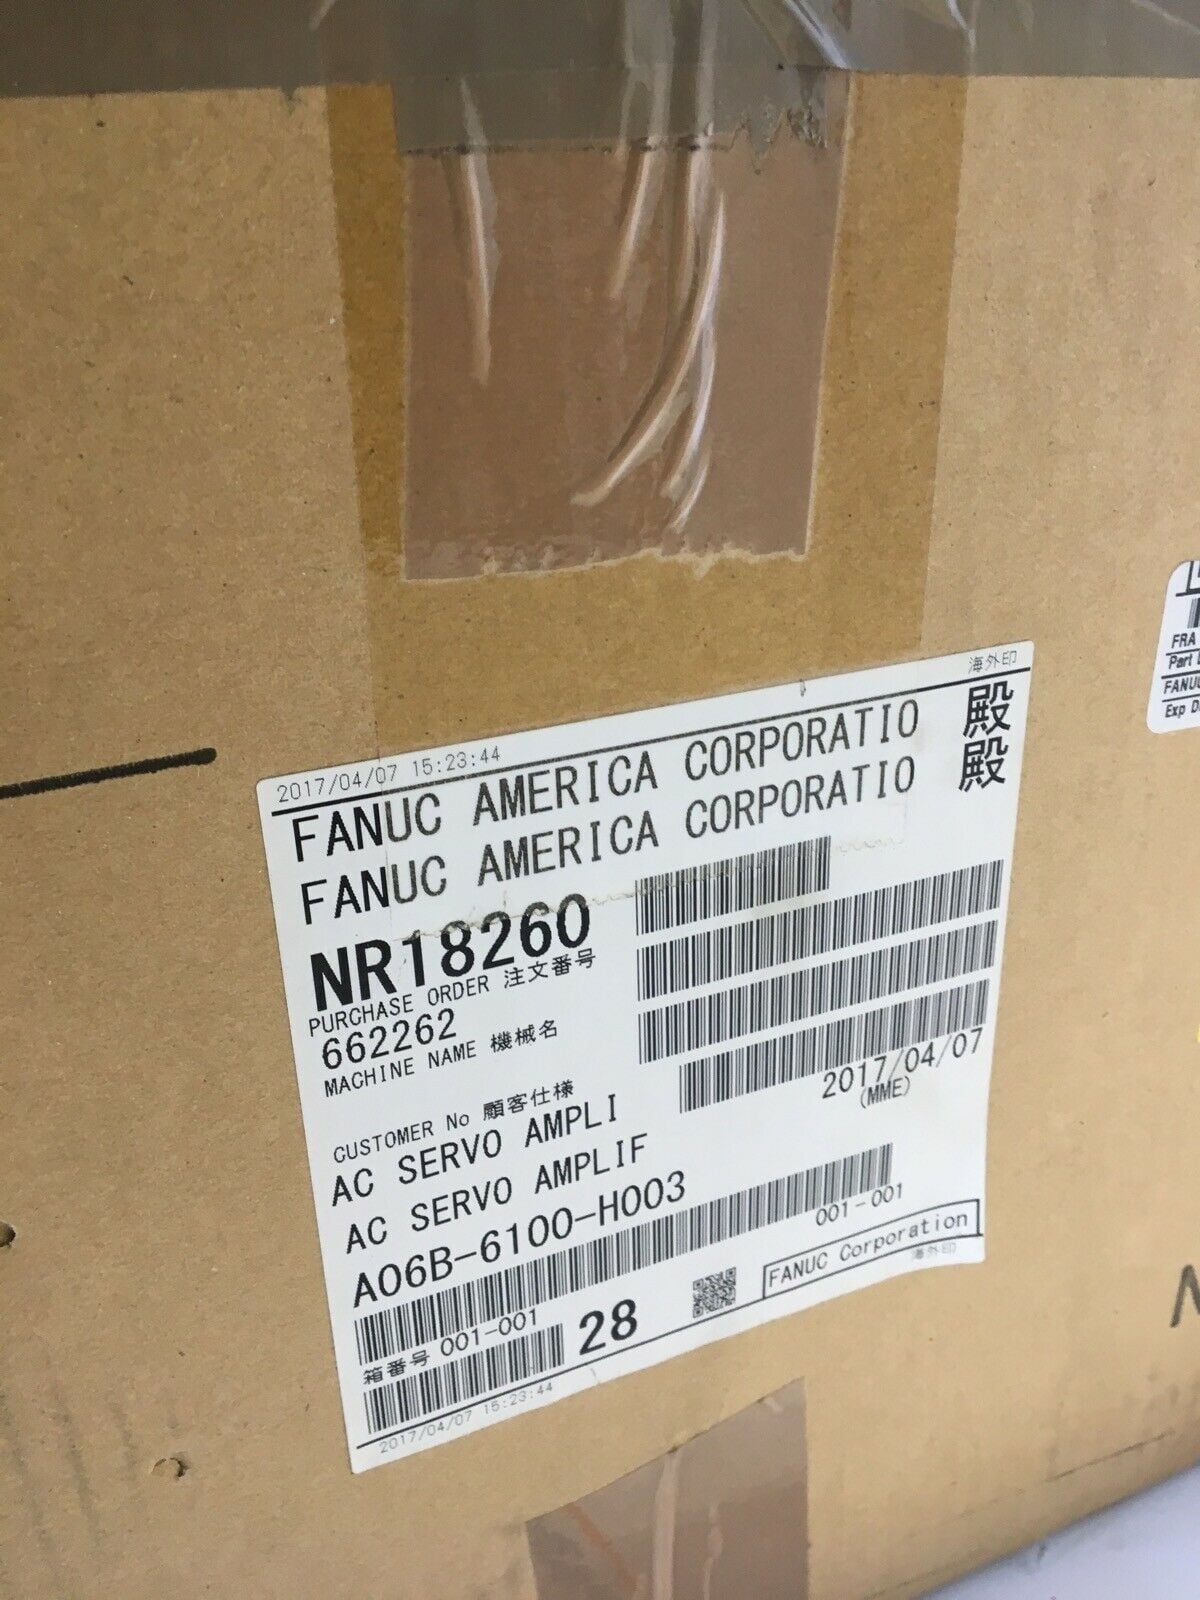 海外印
2017/04/07 15:23:44
FANUC AMERICA CORPORATIO 殿
FANUC AMERICA CORPORATIO 殿
NR18260
PURCHASE ORDER 注文番号
662262
MACHINE NAME 機械名
2017/04/07
(MME)
CUSTOMER No 顧客仕様
AC SERVO AMPLI
AC SERVO AMPLIF
A06B-6100-H003
001-001
箱番号 001-001
28
FANUC Corporation
海外印
2017/04/07 15:23:44
FRA
Part
FANU
Exp D